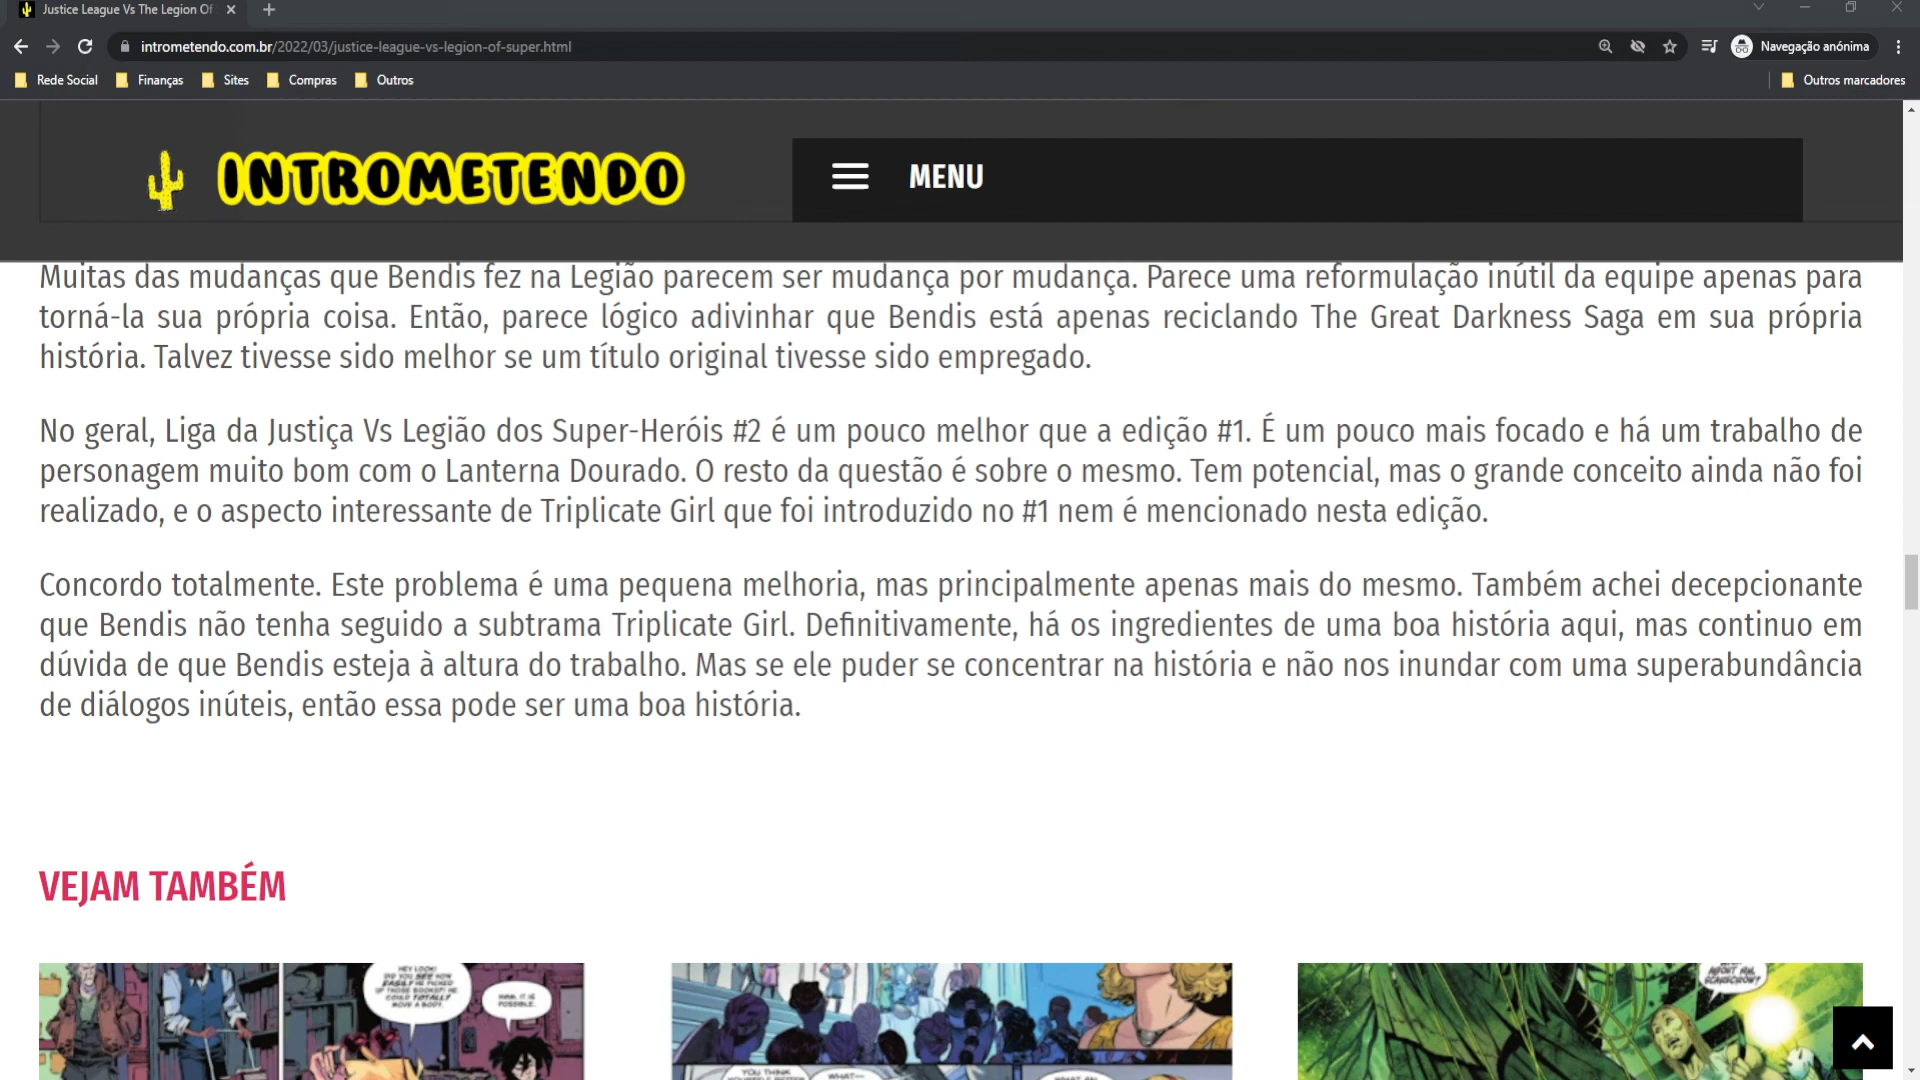 Justice League Vs The Legion Of
intrometendo.com.br/2022/03/justice-league-vs-legion-of-super.html
Navegação anónima
Rede Social
Finanças
Sites
Compras
Outros
Outros marcadores
INTROMETENDO
MENU
Muitas das mudanças que Bendis fez na Legião parecem ser mudança por mudança. Parece uma reformulação inútil da equipe apenas para
torná-la sua própria coisa. Então, parece lógico adivinhar que Bendis está apenas reciclando The Great Darkness Saga em sua própria
história. Talvez tivesse sido melhor se um título original tivesse sido empregado.
No geral, Liga da Justiça Vs Legião dos Super-Heróis #2 é um pouco melhor que a edição #1. É um pouco mais focado e há um trabalho de
personagem muito bom com o Lanterna Dourado. O resto da questão é sobre o mesmo. Tem potencial, mas o grande conceito ainda não foi
realizado, e o aspecto interessante de Triplicate Girl que foi introduzido no #1 nem é mencionado nesta edição.
Concordo totalmente. Este problema é uma pequena melhoria, mas principalmente apenas mais do mesmo. Também achei decepcionante
que Bendis não tenha seguido a subtrama Triplicate Girl. Definitivamente, há os ingredientes de uma boa história aqui, mas continuo em
dúvida de que Bendis esteja à altura do trabalho. Mas se ele puder se concentrar na história e não nos inundar com uma superabundância
de diálogos inúteis, então essa pode ser uma boa história.
VEJAM TAMBÉM
HEY LOOK!
DID YOU SEE HOW
EASILY HE PICKED
UP THOSE BOOKS? HE
COULD TOTALLY
MOVE A BODY.
HMM. IT IS
POSSIBLE.
YOU THINK
WHAT—
ABOUT MR.
SCARECROW?